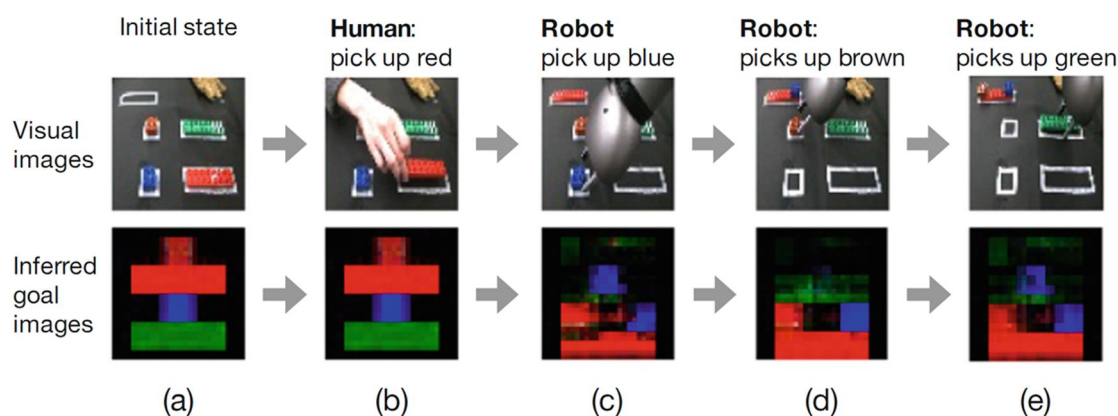 Initial state
Human:
pick up red
Robot
pick up blue
Robot:
picks up brown
Robot:
picks up green
Visual
images
Inferred
goal
images
(a)
(b)
(c)
(d)
(e)